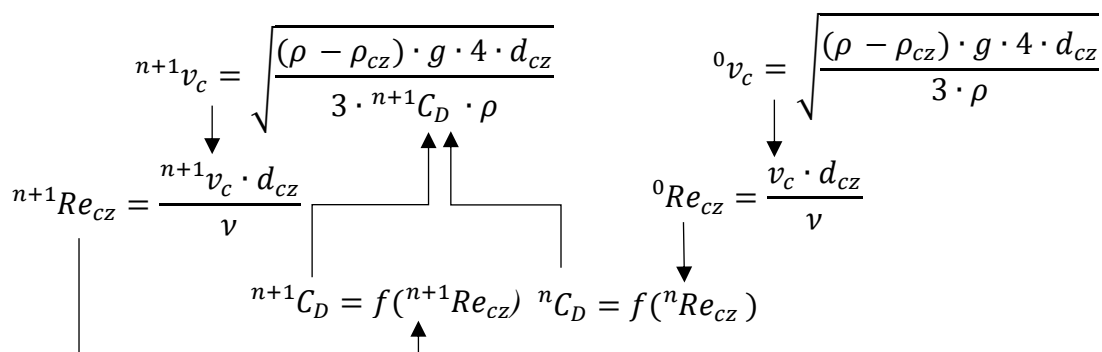 ⁿ⁺¹v_c = √((ρ − ρ_cz) · g · 4 · d_cz / (3 · ⁿ⁺¹C_D · ρ))
⁰v_c = √((ρ − ρ_cz) · g · 4 · d_cz / (3 · ρ))
ⁿ⁺¹Re_cz = (ⁿ⁺¹v_c · d_cz) / ν
⁰Re_cz = (v_c · d_cz) / ν
ⁿ⁺¹C_D = f(ⁿ⁺¹Re_cz) ⁿC_D = f(ⁿRe_cz)